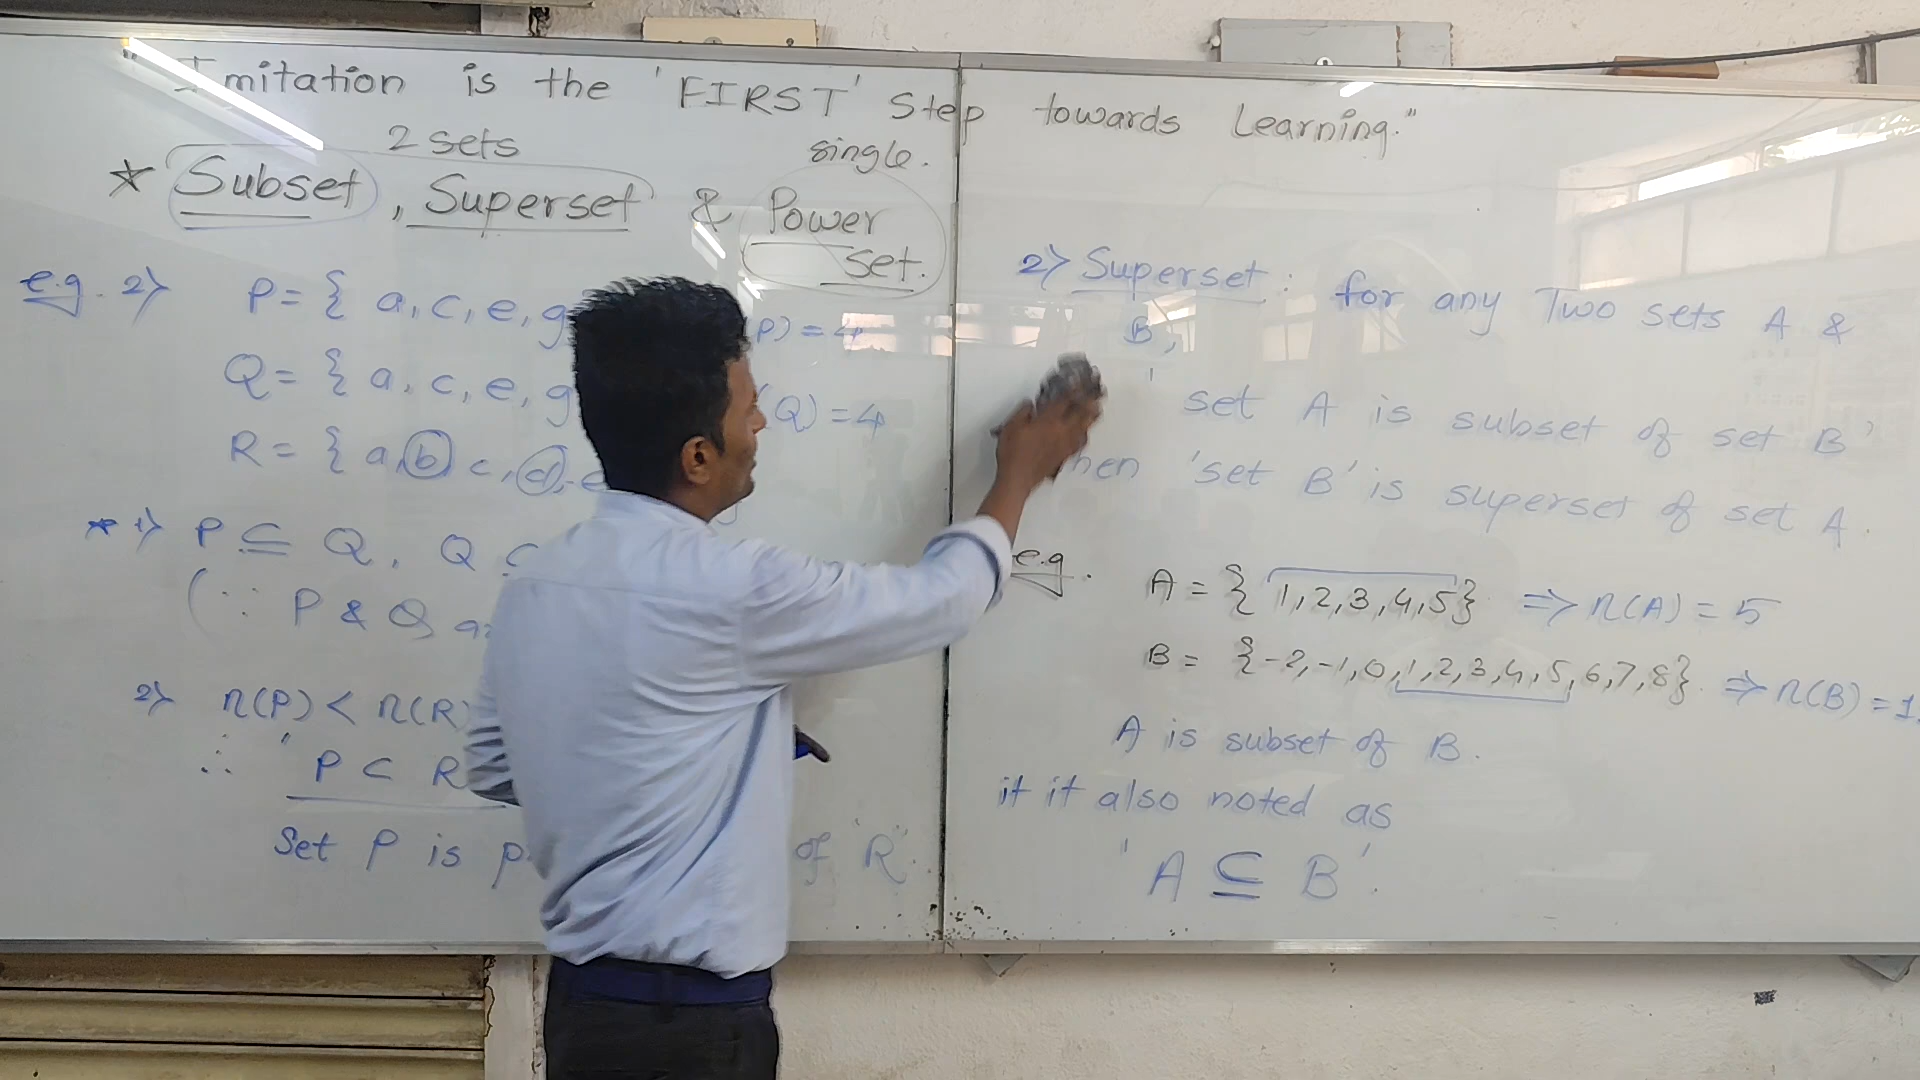 "Imitation is the 'FIRST' Step towards Learning."
2 sets single.
* Subset, Superset & Power set.
e.g. 2) P = { a, c, e, g (P) = 4
Q = { a, c, e, g (Q) = 4
R = { a, b, c, d, e
* 1) P ⊆ Q, Q ⊆
(∵ P & Q
2) n(P) < n(R)
∴ 'P ⊂ R
Set P is of "R".
2) Superset : for any Two sets A &
B,
' set A is subset of set B'
'set B' is superset of set A.
e.g.
A = { 1,2,3,4,5} ⇒ n(A) = 5
B = {-2,-1,0,1,2,3,4,5,6,7,8} ⇒ n(B) = 1
A is subset of B.
it it also noted as
'A ⊆ B'.